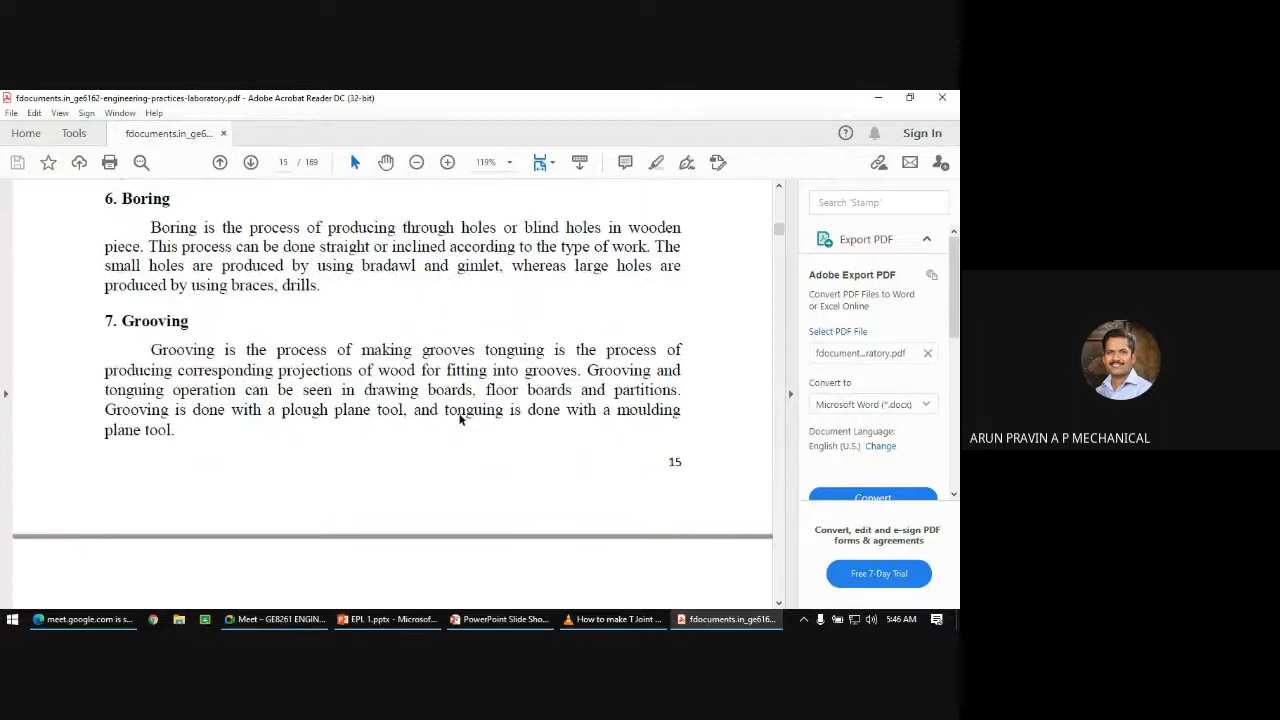 fdocuments.in_ge6162-engineering-practices-laboratory.pdf - Adobe Acrobat Reader DC (32-bit)
File Edit View Sign Window Help
Home Tools fdocuments.in_ge6... × Sign In
15 / 169 119%
6. Boring
Boring is the process of producing through holes or blind holes in wooden
piece. This process can be done straight or inclined according to the type of work. The
small holes are produced by using bradawl and gimlet, whereas large holes are
produced by using braces, drills.
7. Grooving
Grooving is the process of making grooves tonguing is the process of
producing corresponding projections of wood for fitting into grooves. Grooving and
tonguing operation can be seen in drawing boards, floor boards and partitions.
Grooving is done with a plough plane tool, and tonguing is done with a moulding
plane tool.
15
Search 'Stamp'
Export PDF
Adobe Export PDF
Convert PDF Files to Word
or Excel Online
Select PDF File
fdocument...ratory.pdf
Convert to
Microsoft Word (*.docx)
Document Language:
English (U.S.) Change
Convert
Convert, edit and e-sign PDF
forms & agreements
Free 7-Day Trial
ARUN PRAVIN A P MECHANICAL
meet.google.com is s... Meet – GE8261 ENGIN... EPL 1.pptx - Microsof... PowerPoint Slide Sho... How to make T Joint ... fdocuments.in_ge616... 5:46 AM